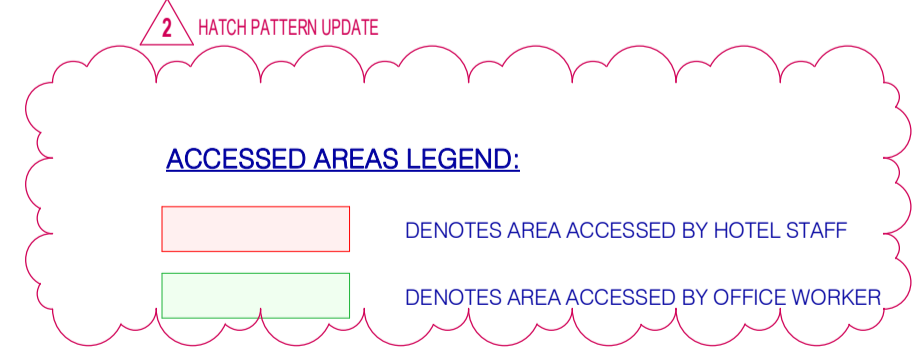 2 HATCH PATTERN UPDATE
ACCESSED AREAS LEGEND:
DENOTES AREA ACCESSED BY HOTEL STAFF
DENOTES AREA ACCESSED BY OFFICE WORKER